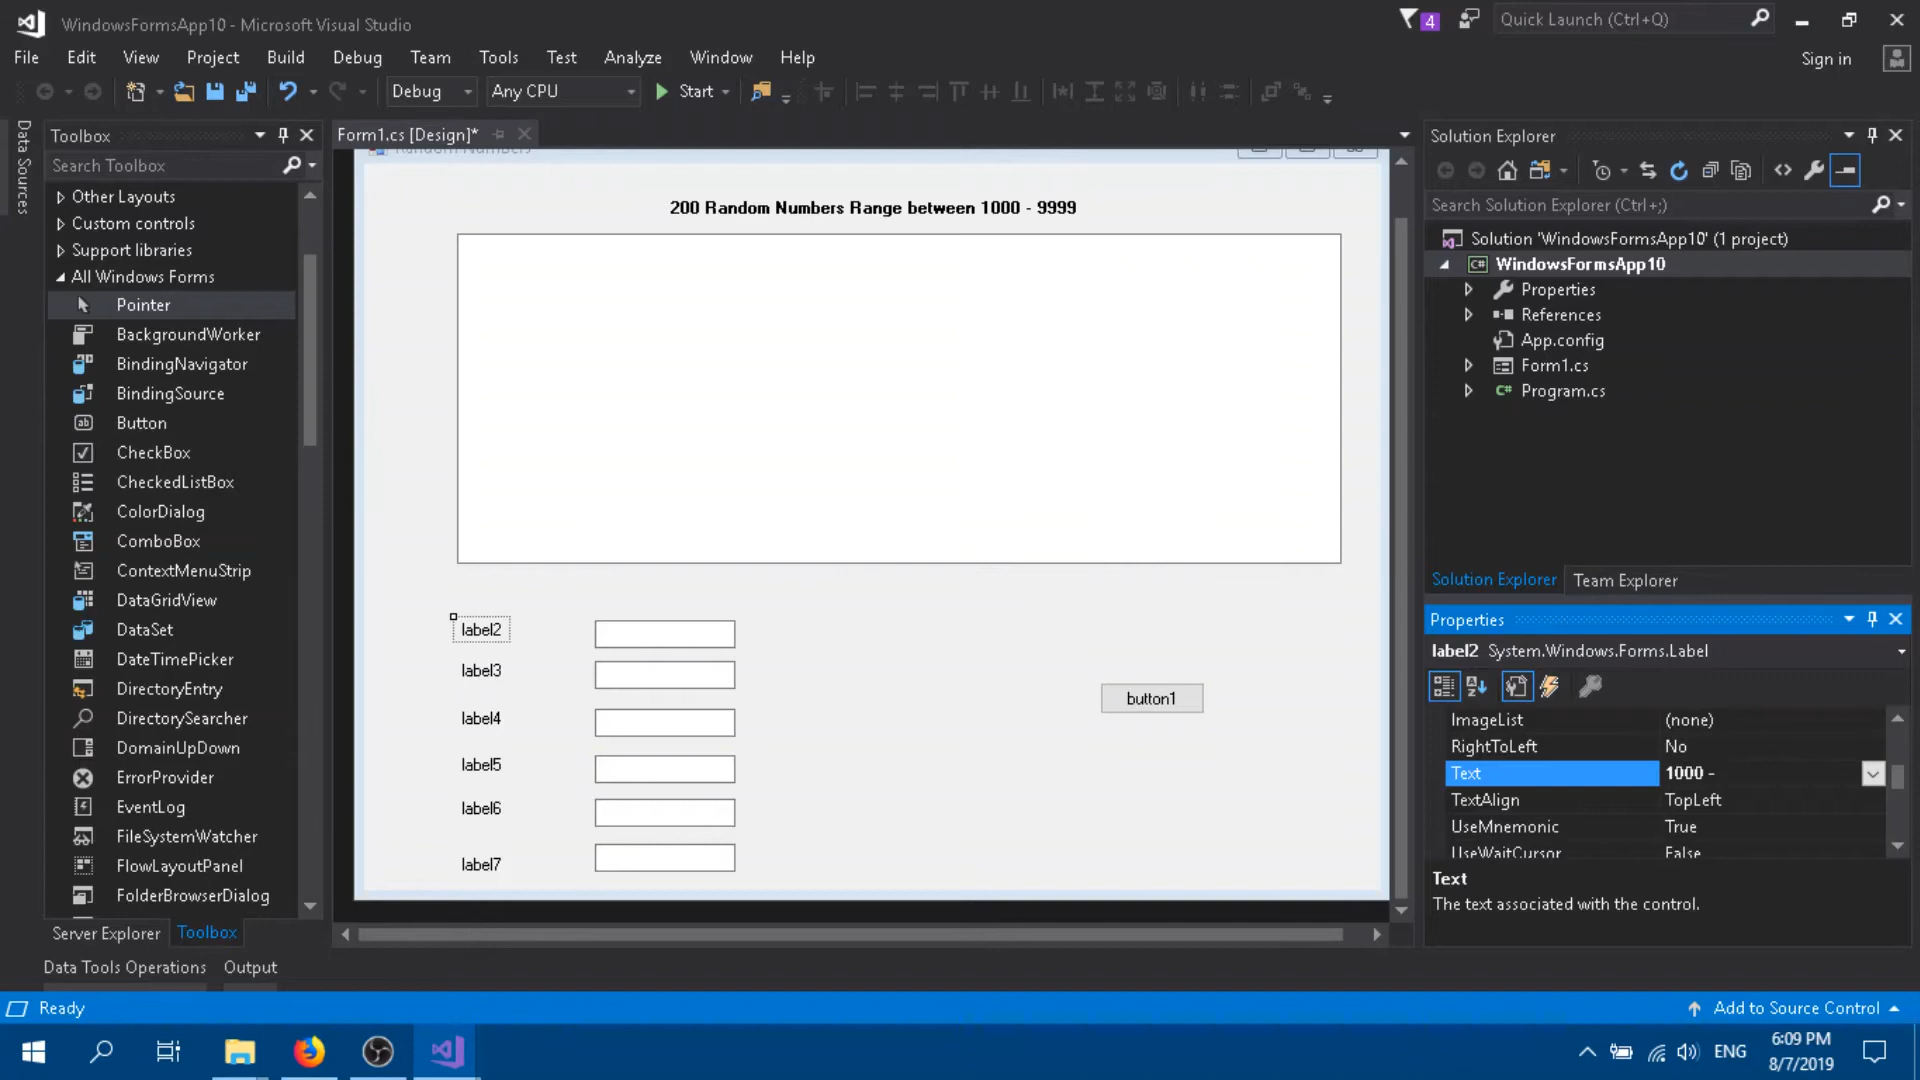 WindowsFormsApp10 - Microsoft Visual Studio
4
Quick Launch (Ctrl+Q)
File Edit View Project Build Debug Team Tools Test Analyze Window Help
Sign in
Debug Any CPU Start
Data Sources
Toolbox
Search Toolbox
Other Layouts
Custom controls
Support libraries
All Windows Forms
Pointer
BackgroundWorker
BindingNavigator
BindingSource
Button
CheckBox
CheckedListBox
ColorDialog
ComboBox
ContextMenuStrip
DataGridView
DataSet
DateTimePicker
DirectoryEntry
DirectorySearcher
DomainUpDown
ErrorProvider
EventLog
FileSystemWatcher
FlowLayoutPanel
FolderBrowserDialog
Server Explorer Toolbox
Data Tools Operations Output
Form1.cs [Design]*
Random Numbers
200 Random Numbers Range between 1000 - 9999
label2
label3
label4
label5
label6
label7
button1
Solution Explorer
Search Solution Explorer (Ctrl+;)
Solution 'WindowsFormsApp10' (1 project)
C# WindowsFormsApp10
Properties
References
App.config
Form1.cs
C# Program.cs
Solution Explorer Team Explorer
Properties
label2 System.Windows.Forms.Label
ImageList (none)
RightToLeft No
Text 1000 -
TextAlign TopLeft
UseMnemonic True
UseWaitCursor False
Text
The text associated with the control.
Ready
Add to Source Control
ENG
6:09 PM
8/7/2019